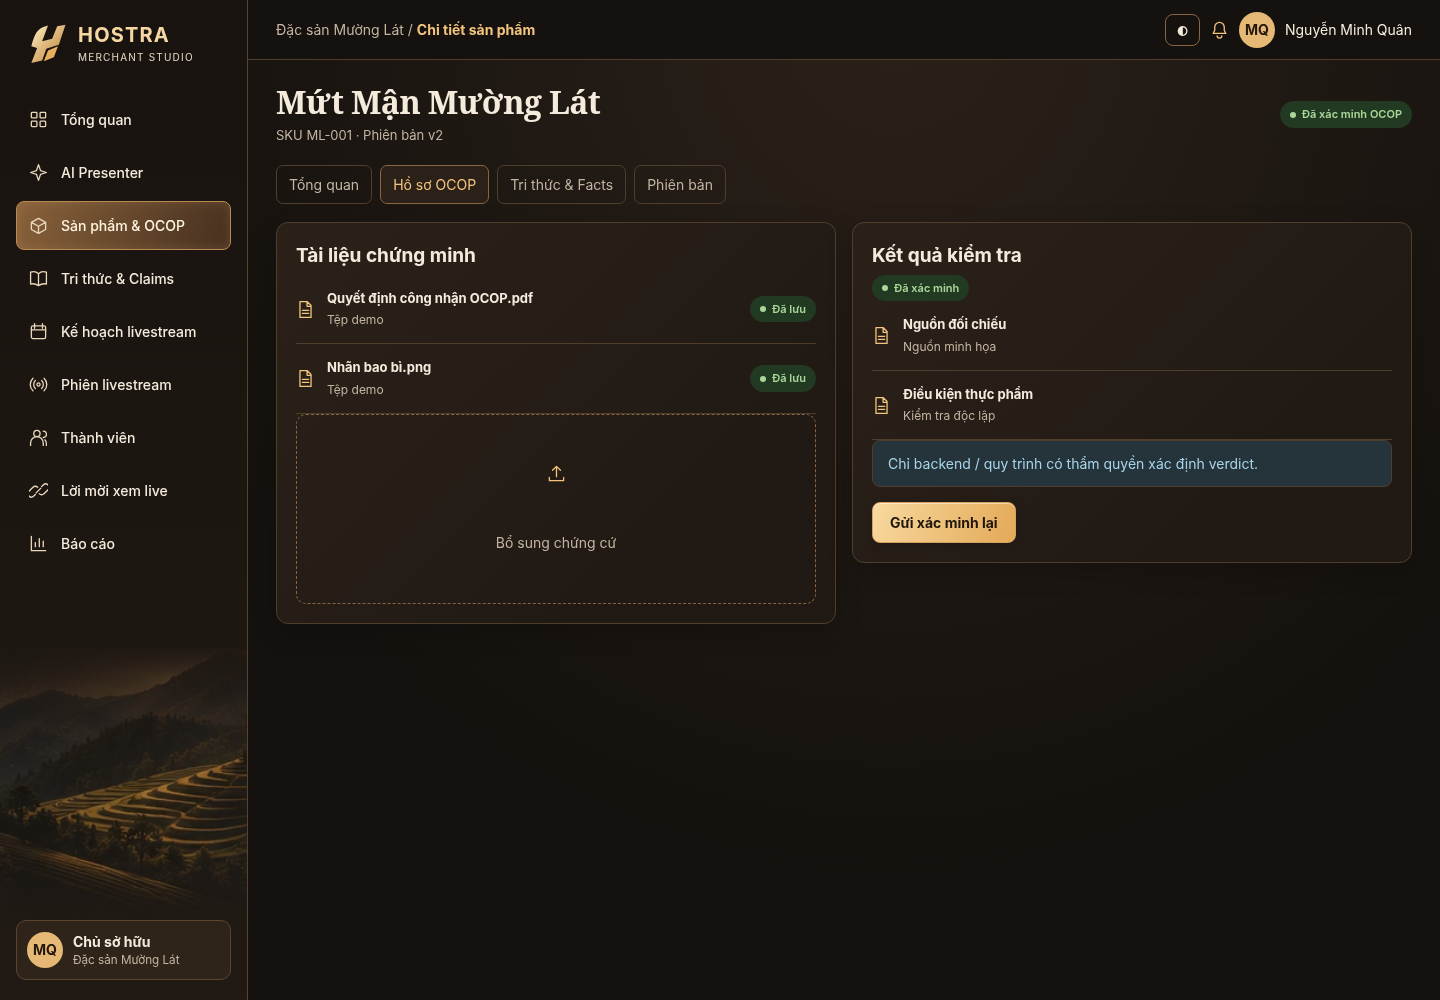 HOSTRA
MERCHANT STUDIO
Tổng quan
AI Presenter
Sản phẩm & OCOP
Tri thức & Claims
Kế hoạch livestream
Phiên livestream
Thành viên
Lời mời xem live
Báo cáo
MQ
Chủ sở hữu
Đặc sản Mường Lát
Đặc sản Mường Lát / Chi tiết sản phẩm
MQ
Nguyễn Minh Quân
Mứt Mận Mường Lát
SKU ML-001 · Phiên bản v2
Đã xác minh OCOP
Tổng quan
Hồ sơ OCOP
Tri thức & Facts
Phiên bản
Tài liệu chứng minh
Quyết định công nhận OCOP.pdf
Tệp demo
Đã lưu
Nhãn bao bì.png
Tệp demo
Đã lưu
Bổ sung chứng cứ
Kết quả kiểm tra
Đã xác minh
Nguồn đối chiếu
Nguồn minh họa
Điều kiện thực phẩm
Kiểm tra độc lập
Chỉ backend / quy trình có thẩm quyền xác định verdict.
Gửi xác minh lại